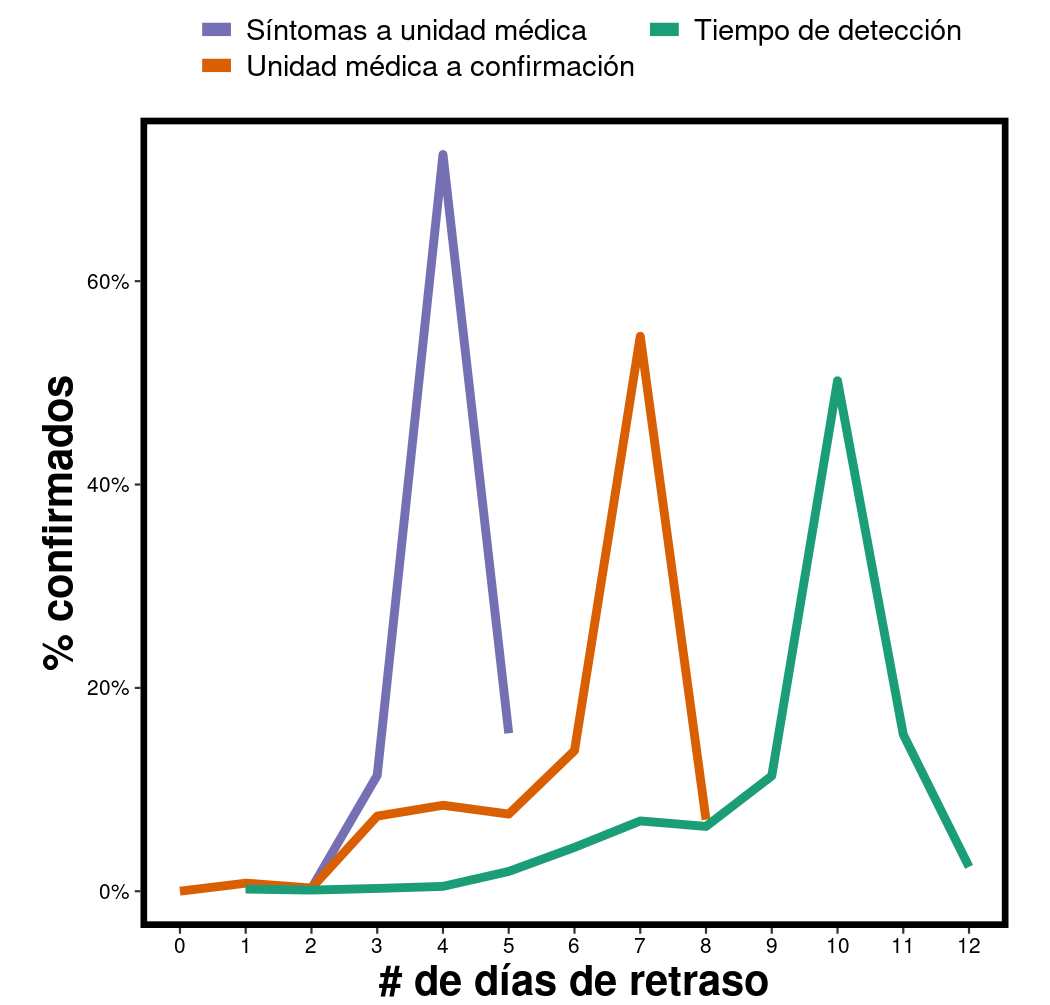 Síntomas a unidad médica
Tiempo de detección
Unidad médica a confirmación
60%
40%
20%
0%
% confirmados
0 1 2 3 4 5 6 7 8 9 10 11 12
# de días de retraso